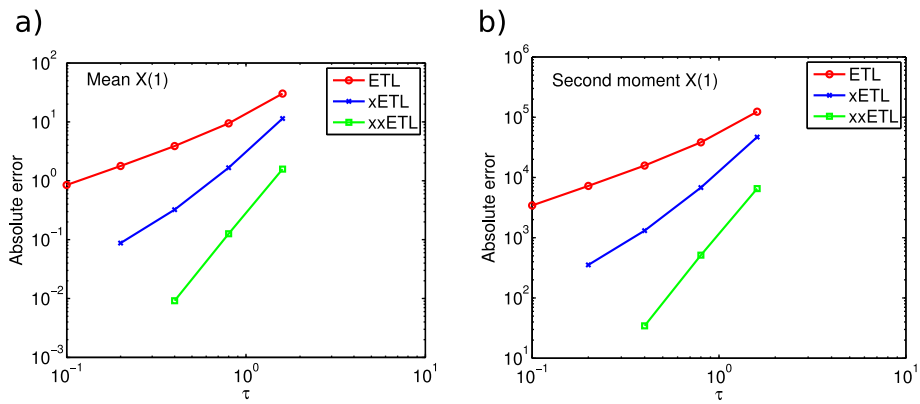 a)
10^2
10^1
10^0
10^-1
10^-2
10^-3
Absolute error
Mean X(1)
ETL
xETL
xxETL
10^-1
10^0
10^1
τ
b)
10^6
10^5
10^4
10^3
10^2
10^1
Absolute error
Second moment X(1)
ETL
xETL
xxETL
10^-1
10^0
10^1
τ